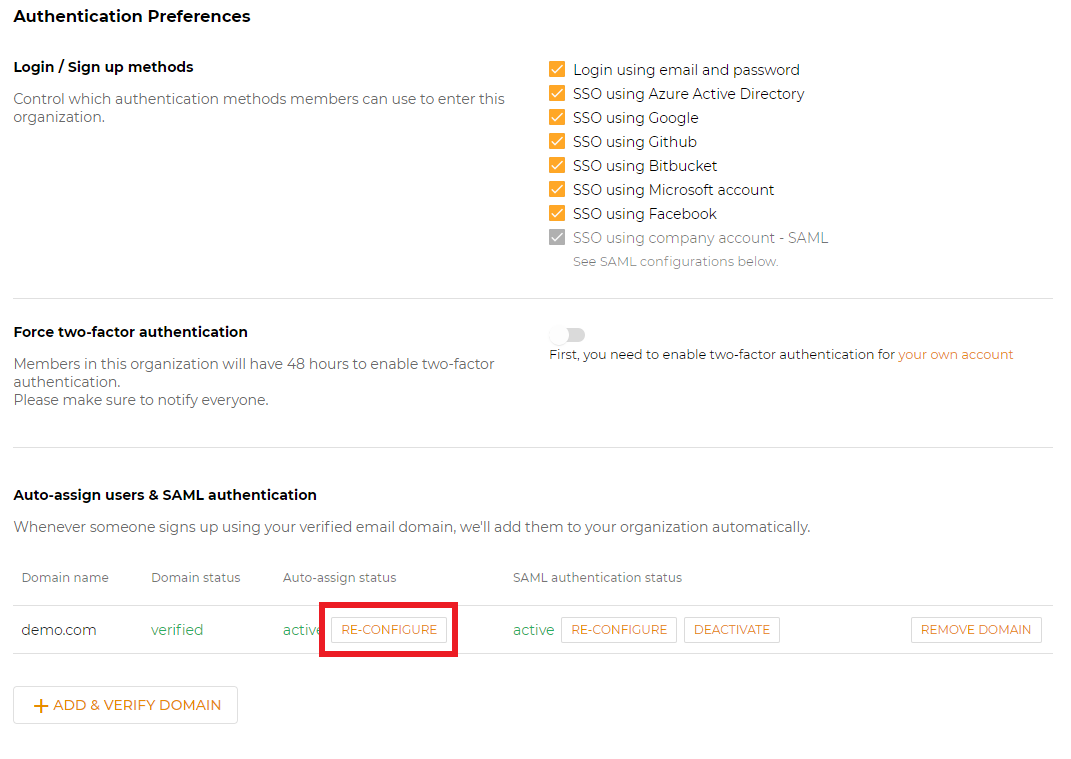 Authentication Preferences
Login / Sign up methods
Control which authentication methods members can use to enter this
organization.
Login using email and password
SSO using Azure Active Directory
SSO using Google
SSO using Github
SSO using Bitbucket
SSO using Microsoft account
SSO using Facebook
SSO using company account - SAML
See SAML configurations below.
Force two-factor authentication
Members in this organization will have 48 hours to enable two-factor
authentication.
Please make sure to notify everyone.
First, you need to enable two-factor authentication for your own account
Auto-assign users & SAML authentication
Whenever someone signs up using your verified email domain, we'll add them to your organization automatically.
Domain name Domain status Auto-assign status SAML authentication status
demo.com verified active RE-CONFIGURE active RE-CONFIGURE DEACTIVATE REMOVE DOMAIN
+ ADD & VERIFY DOMAIN